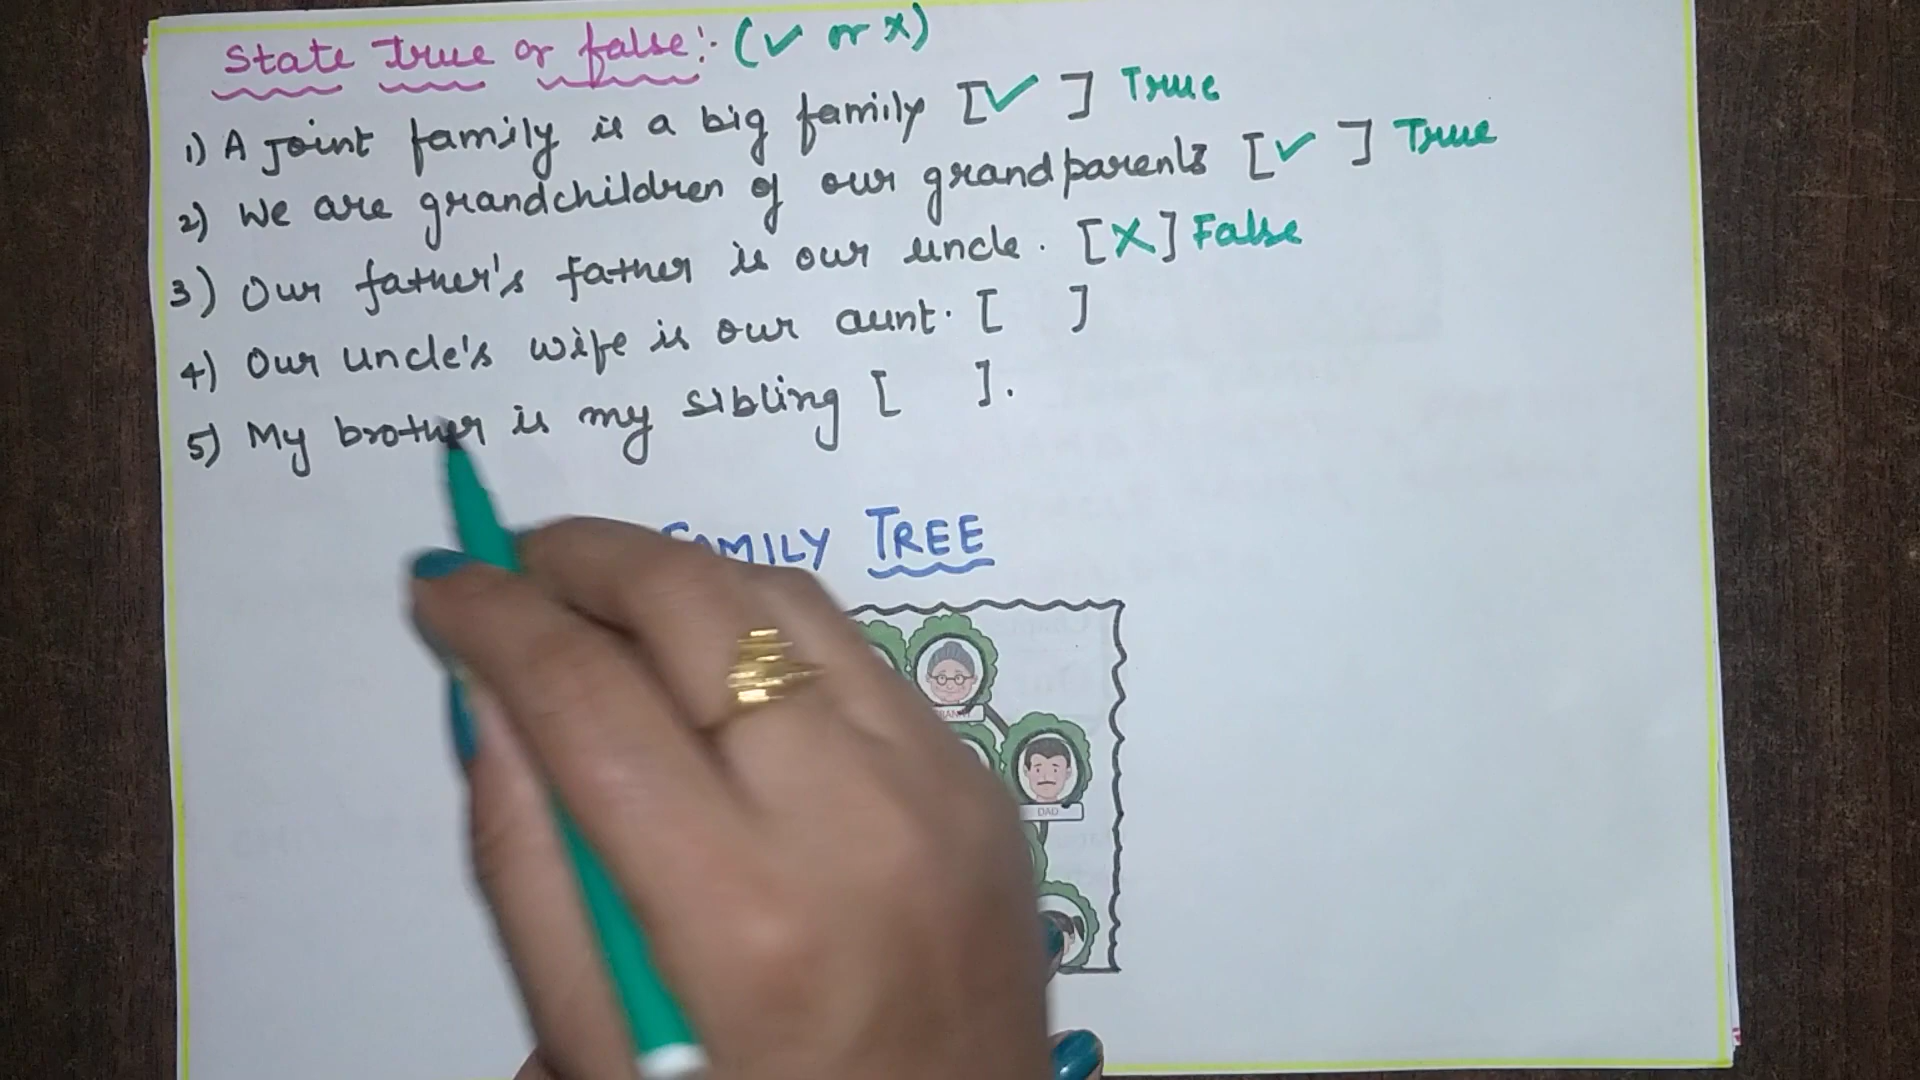 State true or false:- (✓ or x)
1) A Joint family is a big family [✓ ] True
2) We are grandchildren of our grandparents [✓ ] True
3) Our father's father is our uncle. [X] False
4) Our uncle's wife is our aunt. [ ]
5) My brother is my sibling [ ].
FAMILY TREE
DAD